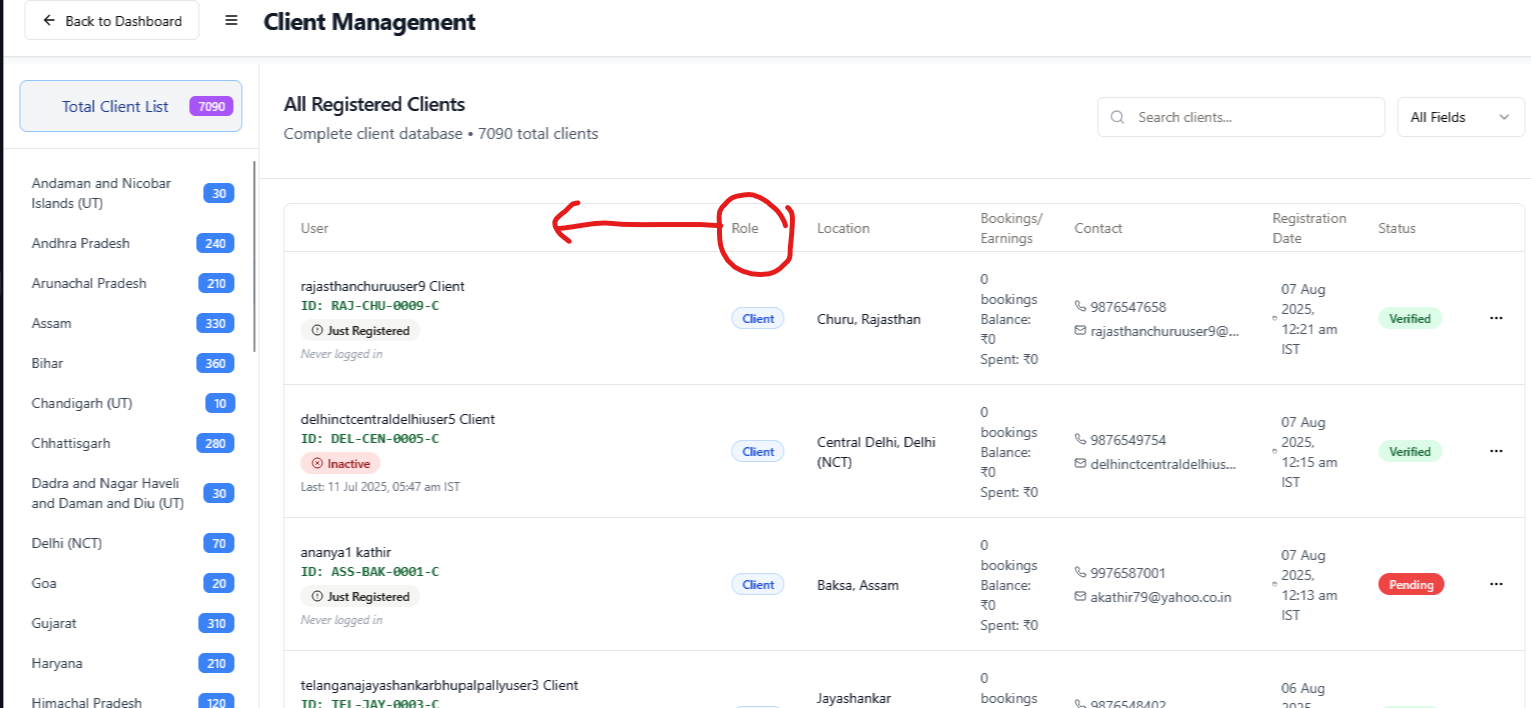 Back to Dashboard
Client Management
Total Client List 7090
Andaman and Nicobar
Islands (UT)
30
Andhra Pradesh 240
Arunachal Pradesh 210
Assam 330
Bihar 360
Chandigarh (UT) 10
Chhattisgarh 280
Dadra and Nagar Haveli
and Daman and Diu (UT)
30
Delhi (NCT) 70
Goa 20
Gujarat 310
Haryana 210
Himachal Pradesh 120
All Registered Clients
Complete client database • 7090 total clients
Search clients...
All Fields
User
Role
Location
Bookings/
Earnings
Contact
Registration
Date
Status
rajasthanchuruuser9 Client
ID: RAJ-CHU-0009-C
Just Registered
Never logged in
Client
Churu, Rajasthan
0
bookings
Balance:
₹0
Spent: ₹0
9876547658
rajasthanchuruuser9@...
07 Aug
2025,
12:21 am
IST
Verified
delhinctcentraldelhiuser5 Client
ID: DEL-CEN-0005-C
Inactive
Last: 11 Jul 2025, 05:47 am IST
Client
Central Delhi, Delhi
(NCT)
0
bookings
Balance:
₹0
Spent: ₹0
9876549754
delhinctcentraldelhius...
07 Aug
2025,
12:15 am
IST
Verified
ananya1 kathir
ID: ASS-BAK-0001-C
Just Registered
Never logged in
Client
Baksa, Assam
0
bookings
Balance:
₹0
Spent: ₹0
9976587001
akathir79@yahoo.co.in
07 Aug
2025,
12:13 am
IST
Pending
telanganajayashankarbhupalpallyuser3 Client
ID: TEL-JAY-0003-C
Jayashankar
0
bookings
9876548402
06 Aug
2025,